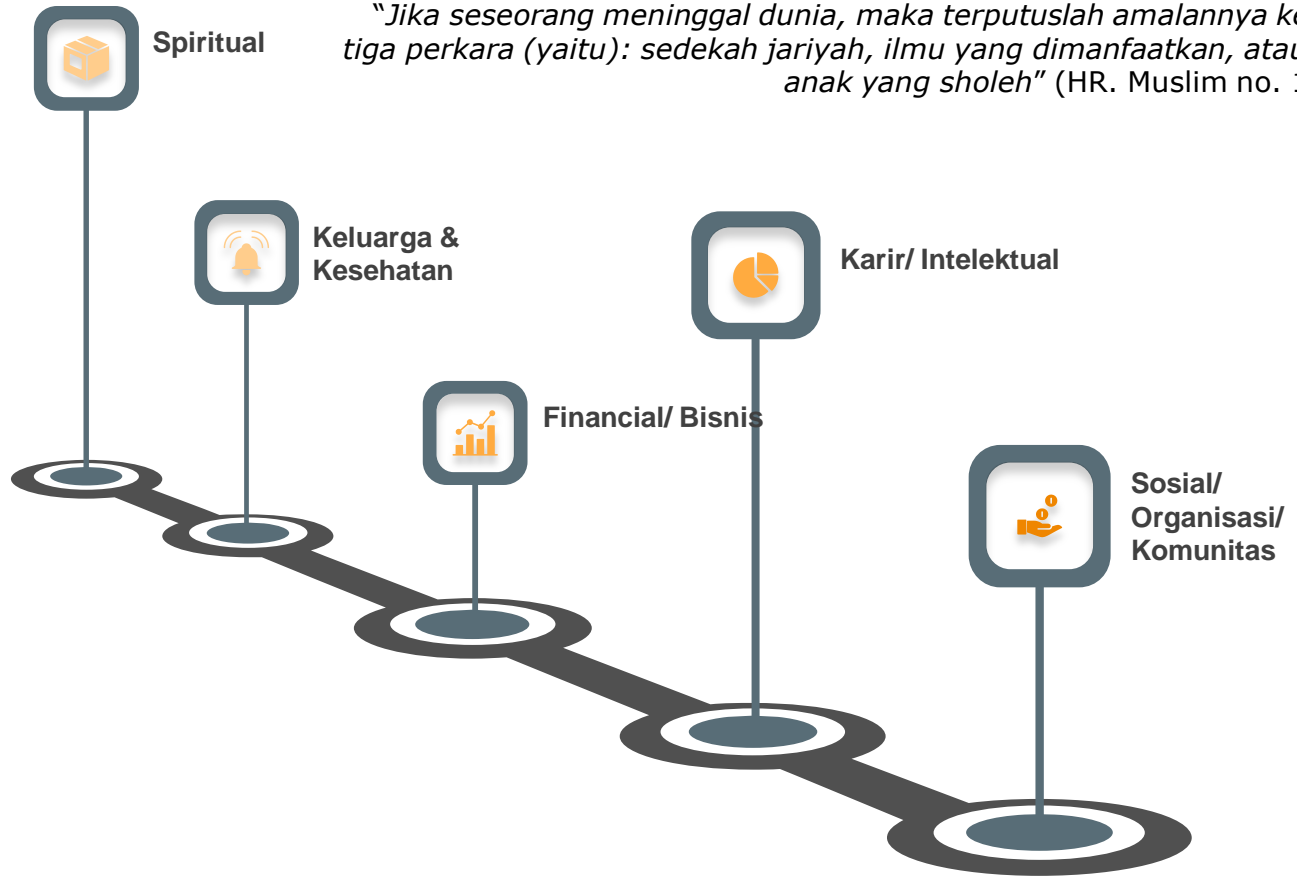 “Jika seseorang meninggal dunia, maka terputuslah amalannya
tiga perkara (yaitu): sedekah jariyah, ilmu yang dimanfaatkan, atau
anak yang sholeh” (HR. Muslim no.
Spiritual
Keluarga &
Kesehatan
Karir/ Intelektual
Financial/ Bisnis
Sosial/
Organisasi/
Komunitas